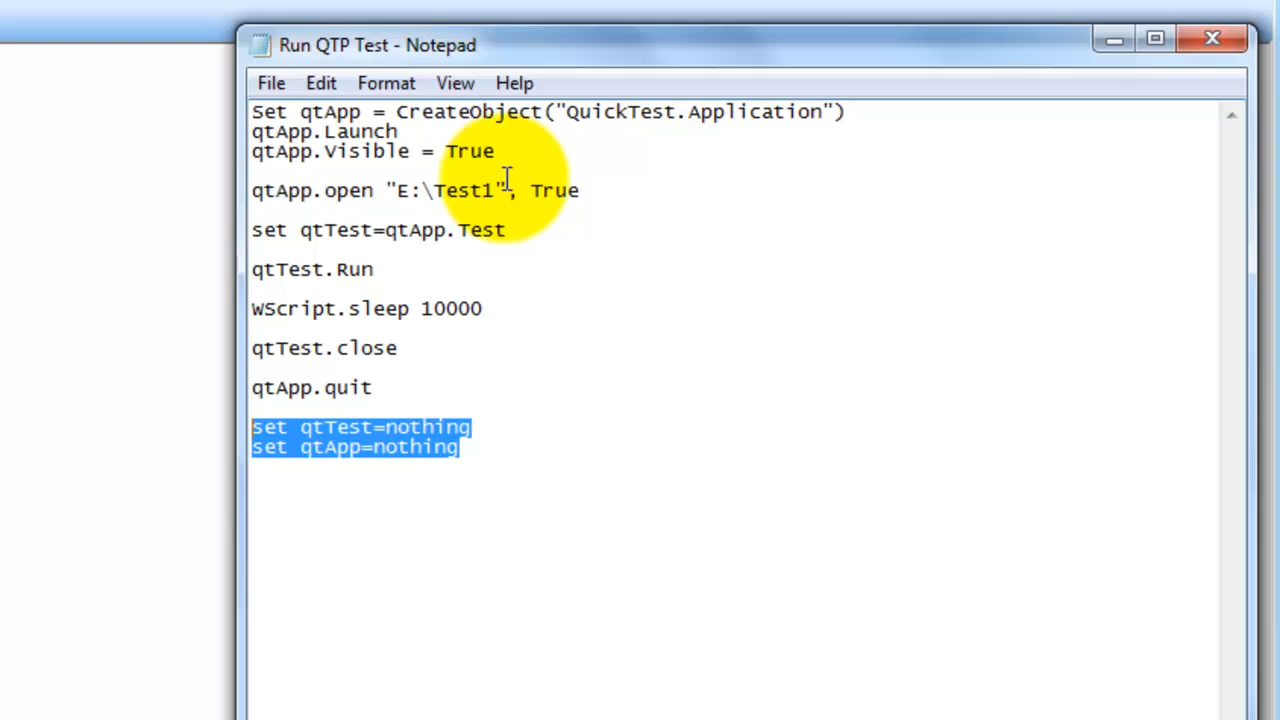 Run QTP Test - Notepad
File Edit Format View Help
Set qtApp = CreateObject("QuickTest.Application")
qtApp.Launch
qtApp.Visible = True
qtApp.open "E:\Test1", True
set qtTest=qtApp.Test
qtTest.Run
WScript.sleep 10000
qtTest.close
qtApp.quit
set qtTest=nothing
set qtApp=nothing